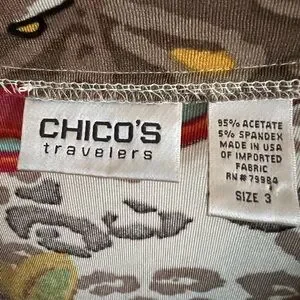 CHICO'S
travelers
95% ACETATE
5% SPANDEX
MADE IN USA
OF IMPORTED
FABRIC
RN# 79984
SIZE 3